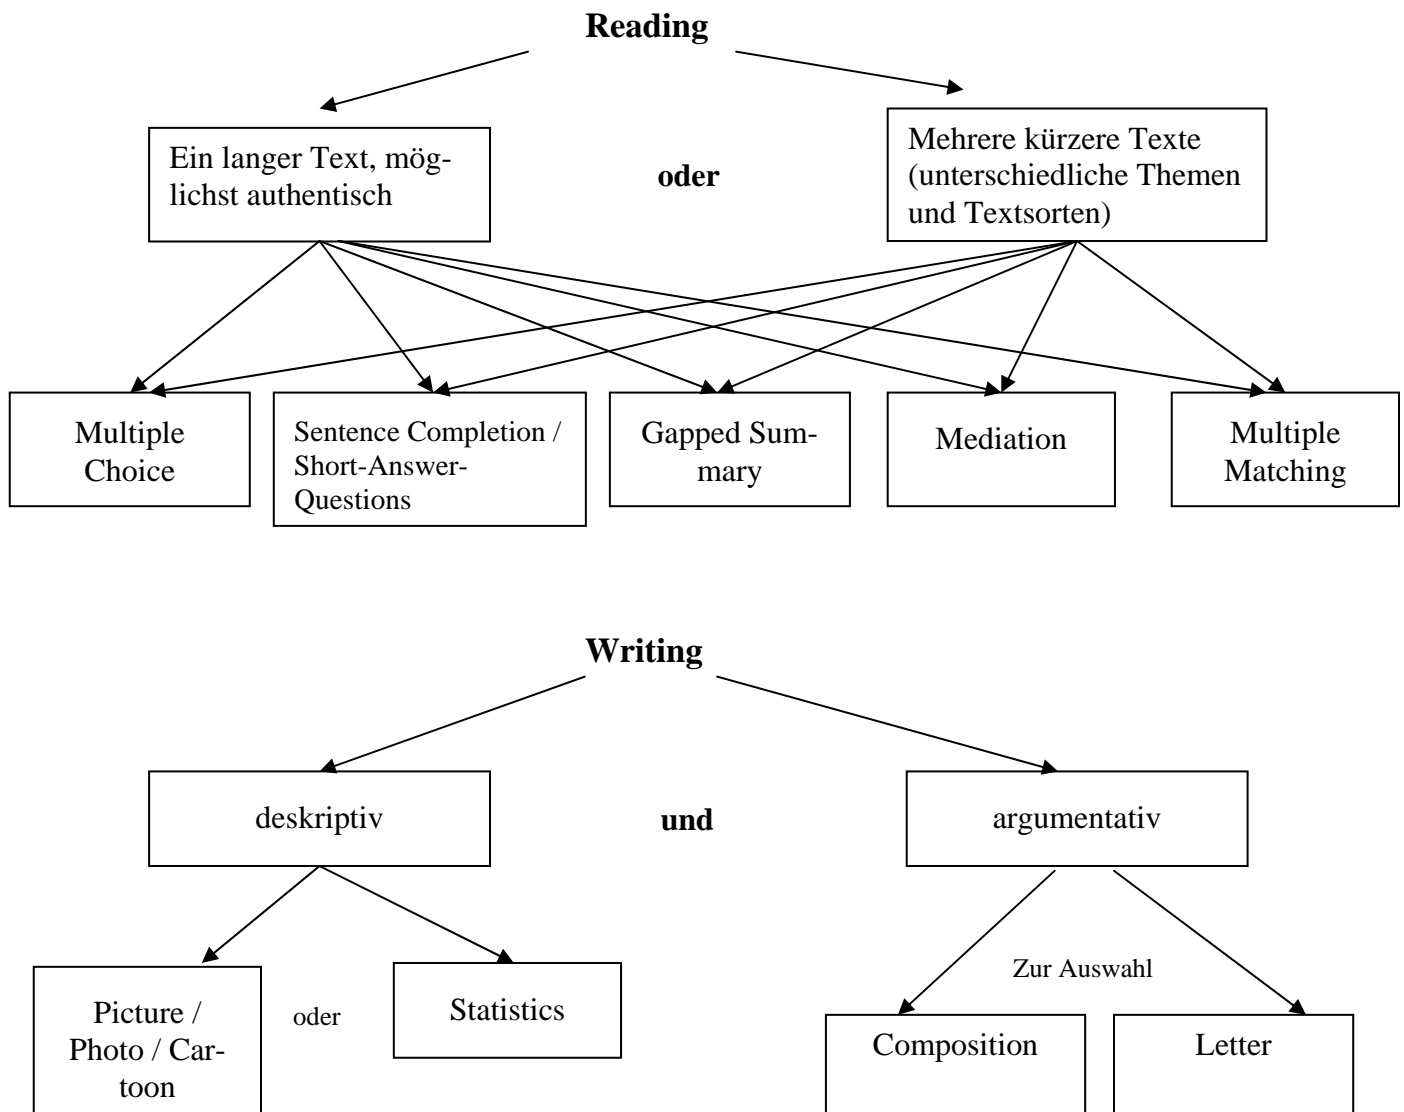 Reading
Ein langer Text, mög-
lichst authentisch
oder
Mehrere kürzere Texte
(unterschiedliche Themen
und Textsorten)
Multiple
Choice
Sentence Completion /
Short-Answer-
Questions
Gapped Sum-
mary
Mediation
Multiple
Matching
Writing
deskriptiv
und
argumentativ
Picture /
Photo / Car-
toon
oder
Statistics
Zur Auswahl
Composition
Letter